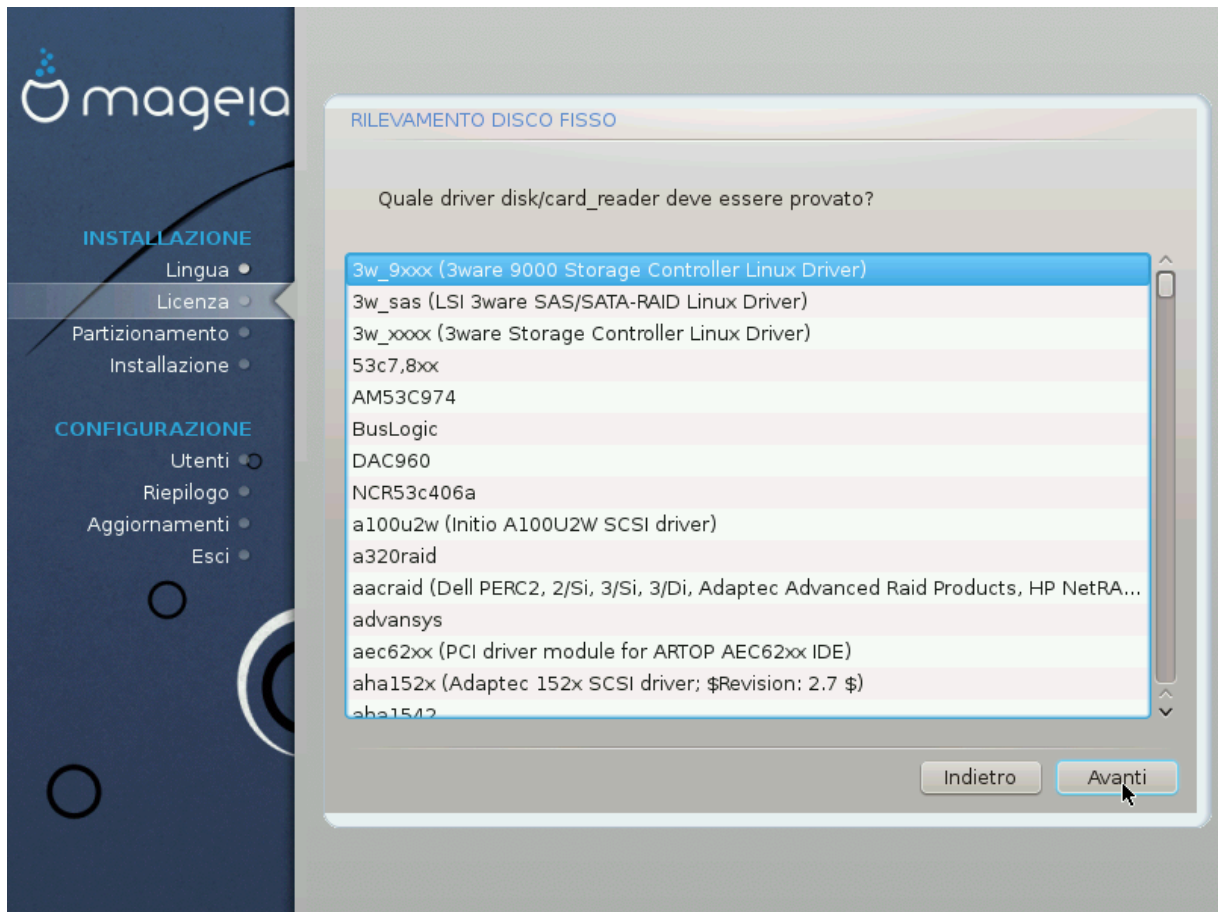 mageia
INSTALLAZIONE
Lingua
Licenza
Partizionamento
Installazione
CONFIGURAZIONE
Utenti
Riepilogo
Aggiornamenti
Esci
RILEVAMENTO DISCO FISSO
Quale driver disk/card_reader deve essere provato?
3w_9xxx (3ware 9000 Storage Controller Linux Driver)
3w_sas (LSI 3ware SAS/SATA-RAID Linux Driver)
3w_xxxx (3ware Storage Controller Linux Driver)
53c7,8xx
AM53C974
BusLogic
DAC960
NCR53c406a
a100u2w (Initio A100U2W SCSI driver)
a320raid
aacraid (Dell PERC2, 2/Si, 3/Si, 3/Di, Adaptec Advanced Raid Products, HP NetRA...
advansys
aec62xx (PCI driver module for ARTOP AEC62xx IDE)
aha152x (Adaptec 152x SCSI driver; $Revision: 2.7 $)
aha1542
Indietro
Avanti